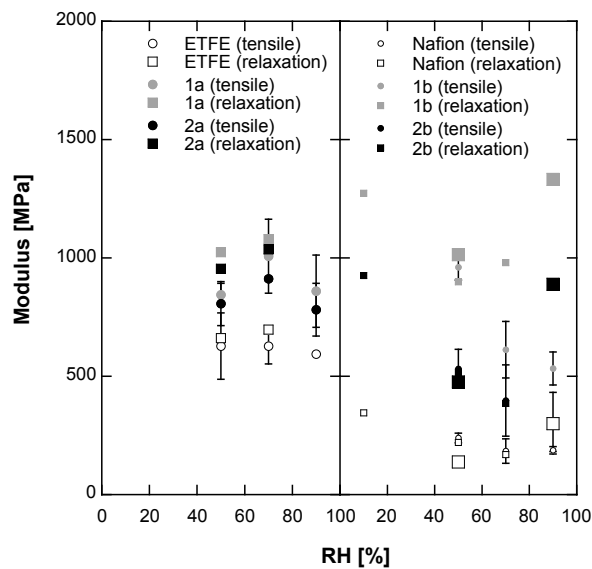 2000
1500
1000
500
0
Modulus [MPa]
ETFE (tensile)
ETFE (relaxation)
1a (tensile)
1a (relaxation)
2a (tensile)
2a (relaxation)
Nafion (tensile)
Nafion (relaxation)
1b (tensile)
1b (relaxation)
2b (tensile)
2b (relaxation)
0 20 40 60 80 100 0 20 40 60 80 100
RH [%]